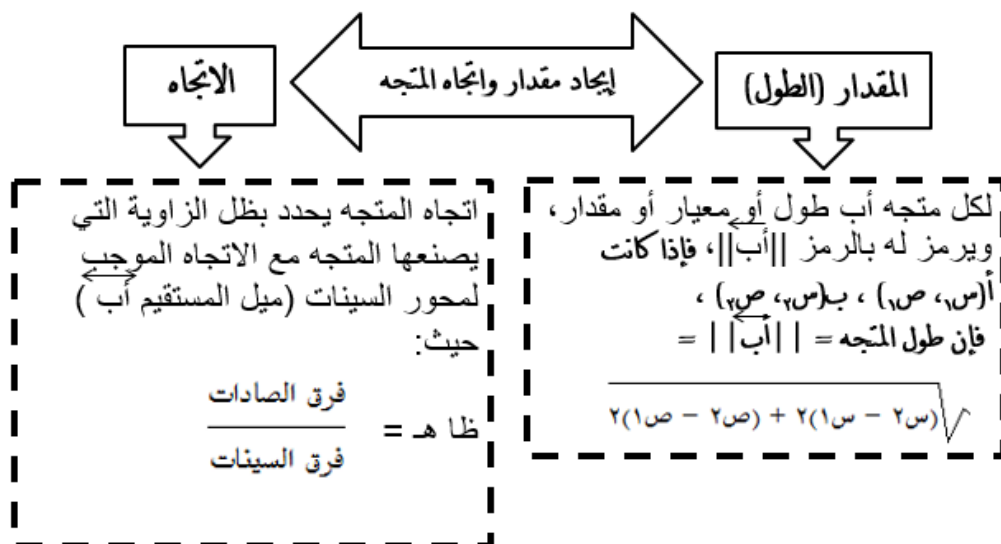 إيجاد مقدار واتجاه المتجه
المقدار (الطول)
لكل متجه أب طول أو معيار أو مقدار،
ويرمز له بالرمز ||أب||، فإذا كانت
أ(س١، ص١) ، ب(س٢، ص٢) ،
فإن طول المتجه = ||أب|| =
√(س٢ − س١)٢ + (ص٢ − ص١)٢
الاتجاه
اتجاه المتجه يحدد بظل الزاوية التي
يصنعها المتجه مع الاتجاه الموجب
لمحور السينات (ميل المستقيم أب )
حيث:
فرق الصادات
ظا هـ =
فرق السينات